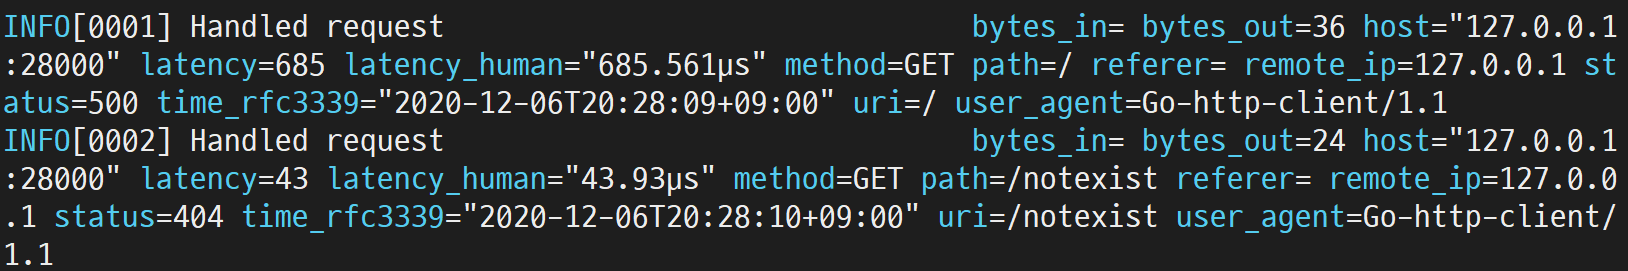 INFO[0001] Handled request                               bytes_in= bytes_out=36 host="127.0.0.1
:28000" latency=685 latency_human="685.561µs" method=GET path=/ referer= remote_ip=127.0.0.1 st
atus=500 time_rfc3339="2020-12-06T20:28:09+09:00" uri=/ user_agent=Go-http-client/1.1
INFO[0002] Handled request                               bytes_in= bytes_out=24 host="127.0.0.1
:28000" latency=43 latency_human="43.93µs" method=GET path=/notexist referer= remote_ip=127.0.0
.1 status=404 time_rfc3339="2020-12-06T20:28:10+09:00" uri=/notexist user_agent=Go-http-client/
1.1